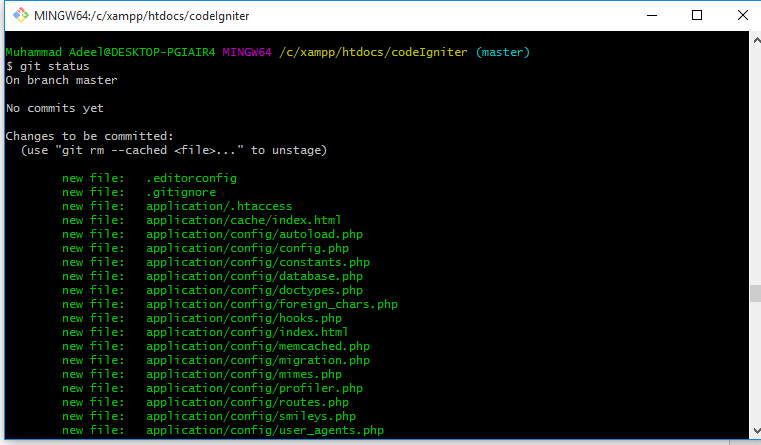 MINGW64:/c/xampp/htdocs/codeIgniter
Muhammad Adeel@DESKTOP-PGIAIR4 MINGW64 /c/xampp/htdocs/codeIgniter (master)
$ git status
On branch master
No commits yet
Changes to be committed:
  (use "git rm --cached <file>..." to unstage)
        new file:   .editorconfig
        new file:   .gitignore
        new file:   application/.htaccess
        new file:   application/cache/index.html
        new file:   application/config/autoload.php
        new file:   application/config/config.php
        new file:   application/config/constants.php
        new file:   application/config/database.php
        new file:   application/config/doctypes.php
        new file:   application/config/foreign_chars.php
        new file:   application/config/hooks.php
        new file:   application/config/index.html
        new file:   application/config/memcached.php
        new file:   application/config/migration.php
        new file:   application/config/mimes.php
        new file:   application/config/profiler.php
        new file:   application/config/routes.php
        new file:   application/config/smileys.php
        new file:   application/config/user_agents.php